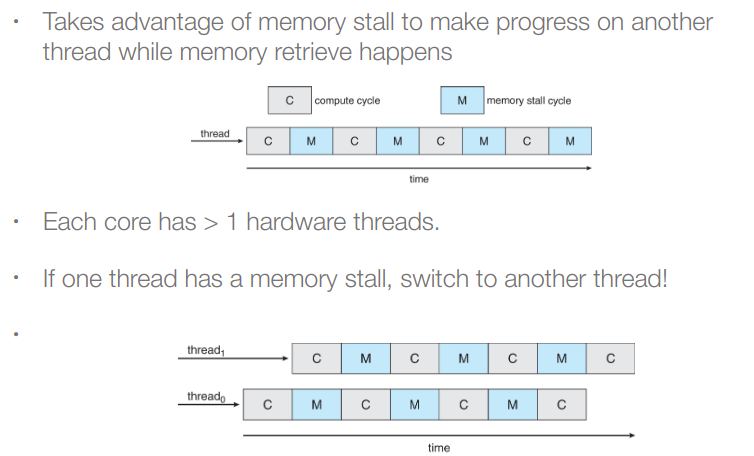 • Takes advantage of memory stall to make progress on another
thread while memory retrieve happens
C compute cycle M memory stall cycle
thread C M C M C M C M
time
• Each core has > 1 hardware threads.
• If one thread has a memory stall, switch to another thread!
•
thread₁ C M C M C M C
thread₀ C M C M C M C
time